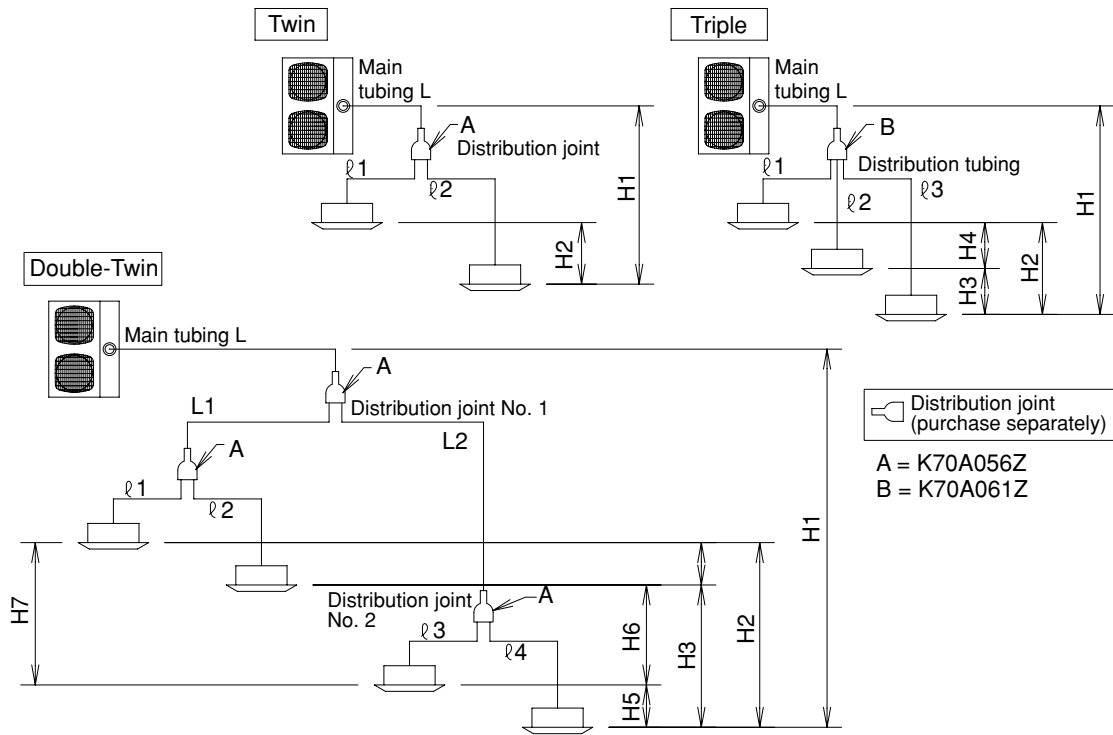 Twin
Main
tubing L
A
Distribution joint
ℓ1
ℓ2
H2
H1
Triple
Main
tubing L
B
Distribution tubing
ℓ1
ℓ2
ℓ3
H4
H3
H2
H1
Double-Twin
Main tubing L
A
Distribution joint No. 1
L1
L2
A
ℓ1
ℓ2
H7
Distribution joint
No. 2
A
ℓ3
ℓ4
H6
H5
H3
H2
H1
Distribution joint
(purchase separately)
A = K70A056Z
B = K70A061Z